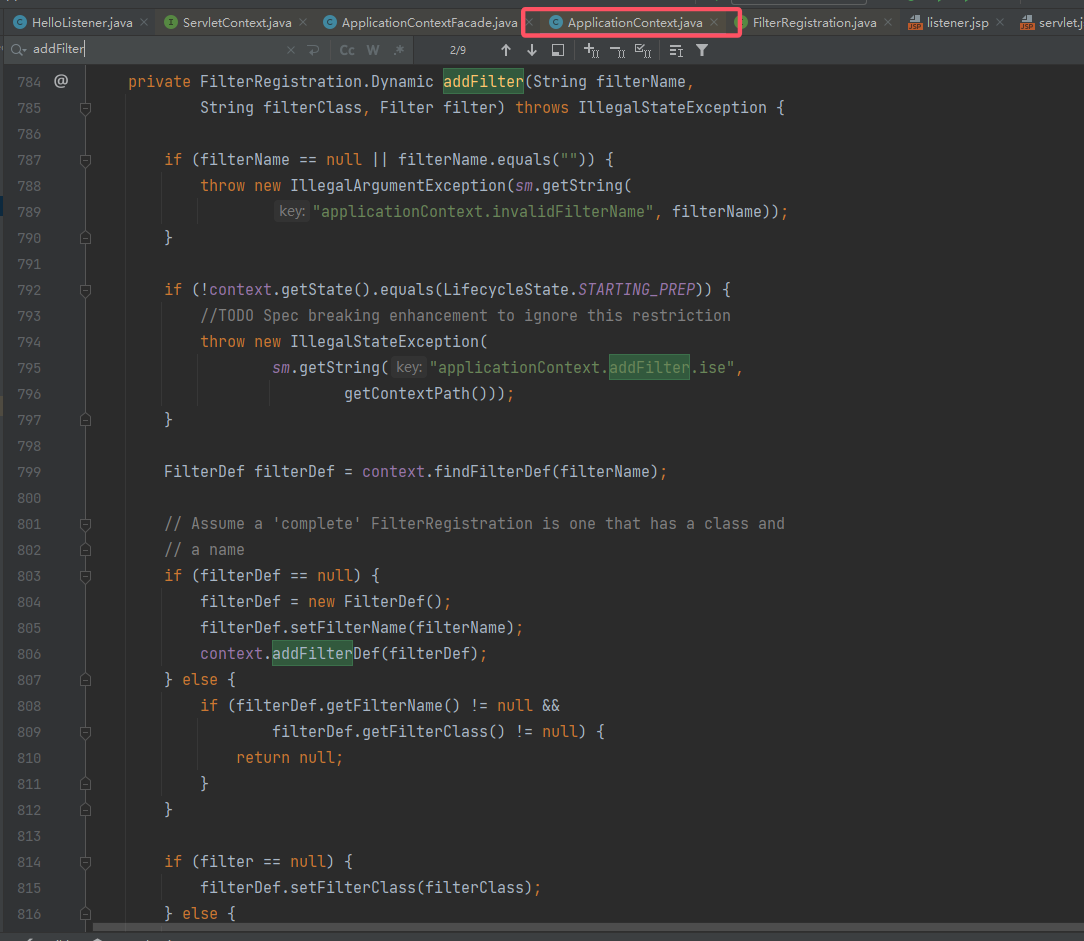 HelloListener.java ServletContext.java ApplicationContextFacade.java ApplicationContext.java FilterRegistration.java listener.jsp servlet.j
addFilter Cc W .* 2/9
784 @ private FilterRegistration.Dynamic addFilter(String filterName,
785 String filterClass, Filter filter) throws IllegalStateException {
786
787 if (filterName == null || filterName.equals("")) {
788 throw new IllegalArgumentException(sm.getString(
789 key: "applicationContext.invalidFilterName", filterName));
790 }
791
792 if (!context.getState().equals(LifecycleState.STARTING_PREP)) {
793 //TODO Spec breaking enhancement to ignore this restriction
794 throw new IllegalStateException(
795 sm.getString( key: "applicationContext.addFilter.ise",
796 getContextPath()));
797 }
798
799 FilterDef filterDef = context.findFilterDef(filterName);
800
801 // Assume a 'complete' FilterRegistration is one that has a class and
802 // a name
803 if (filterDef == null) {
804 filterDef = new FilterDef();
805 filterDef.setFilterName(filterName);
806 context.addFilterDef(filterDef);
807 } else {
808 if (filterDef.getFilterName() != null &&
809 filterDef.getFilterClass() != null) {
810 return null;
811 }
812 }
813
814 if (filter == null) {
815 filterDef.setFilterClass(filterClass);
816 } else {